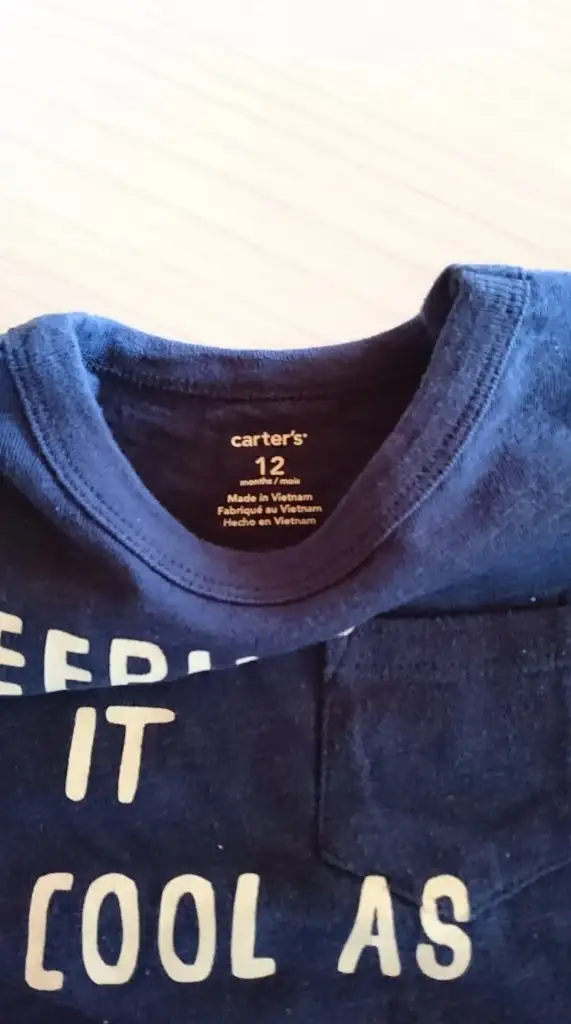 carter's
12
months / mois
Made in Vietnam
Fabriqué au Vietnam
Hecho en Vietnam
IT
COOL AS